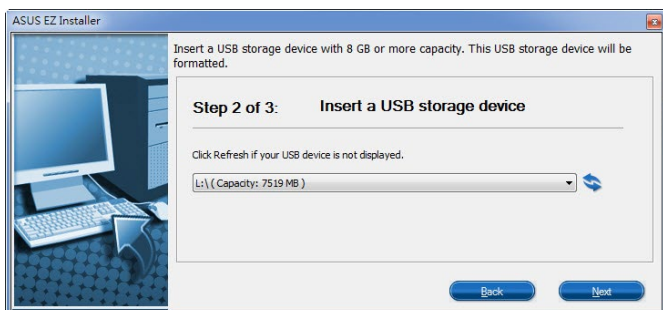 ASUS EZ Installer
Insert a USB storage device with 8 GB or more capacity. This USB storage device will be
formatted.
Step 2 of 3: Insert a USB storage device
Click Refresh if your USB device is not displayed.
L:\ ( Capacity: 7519 MB )
Back Next